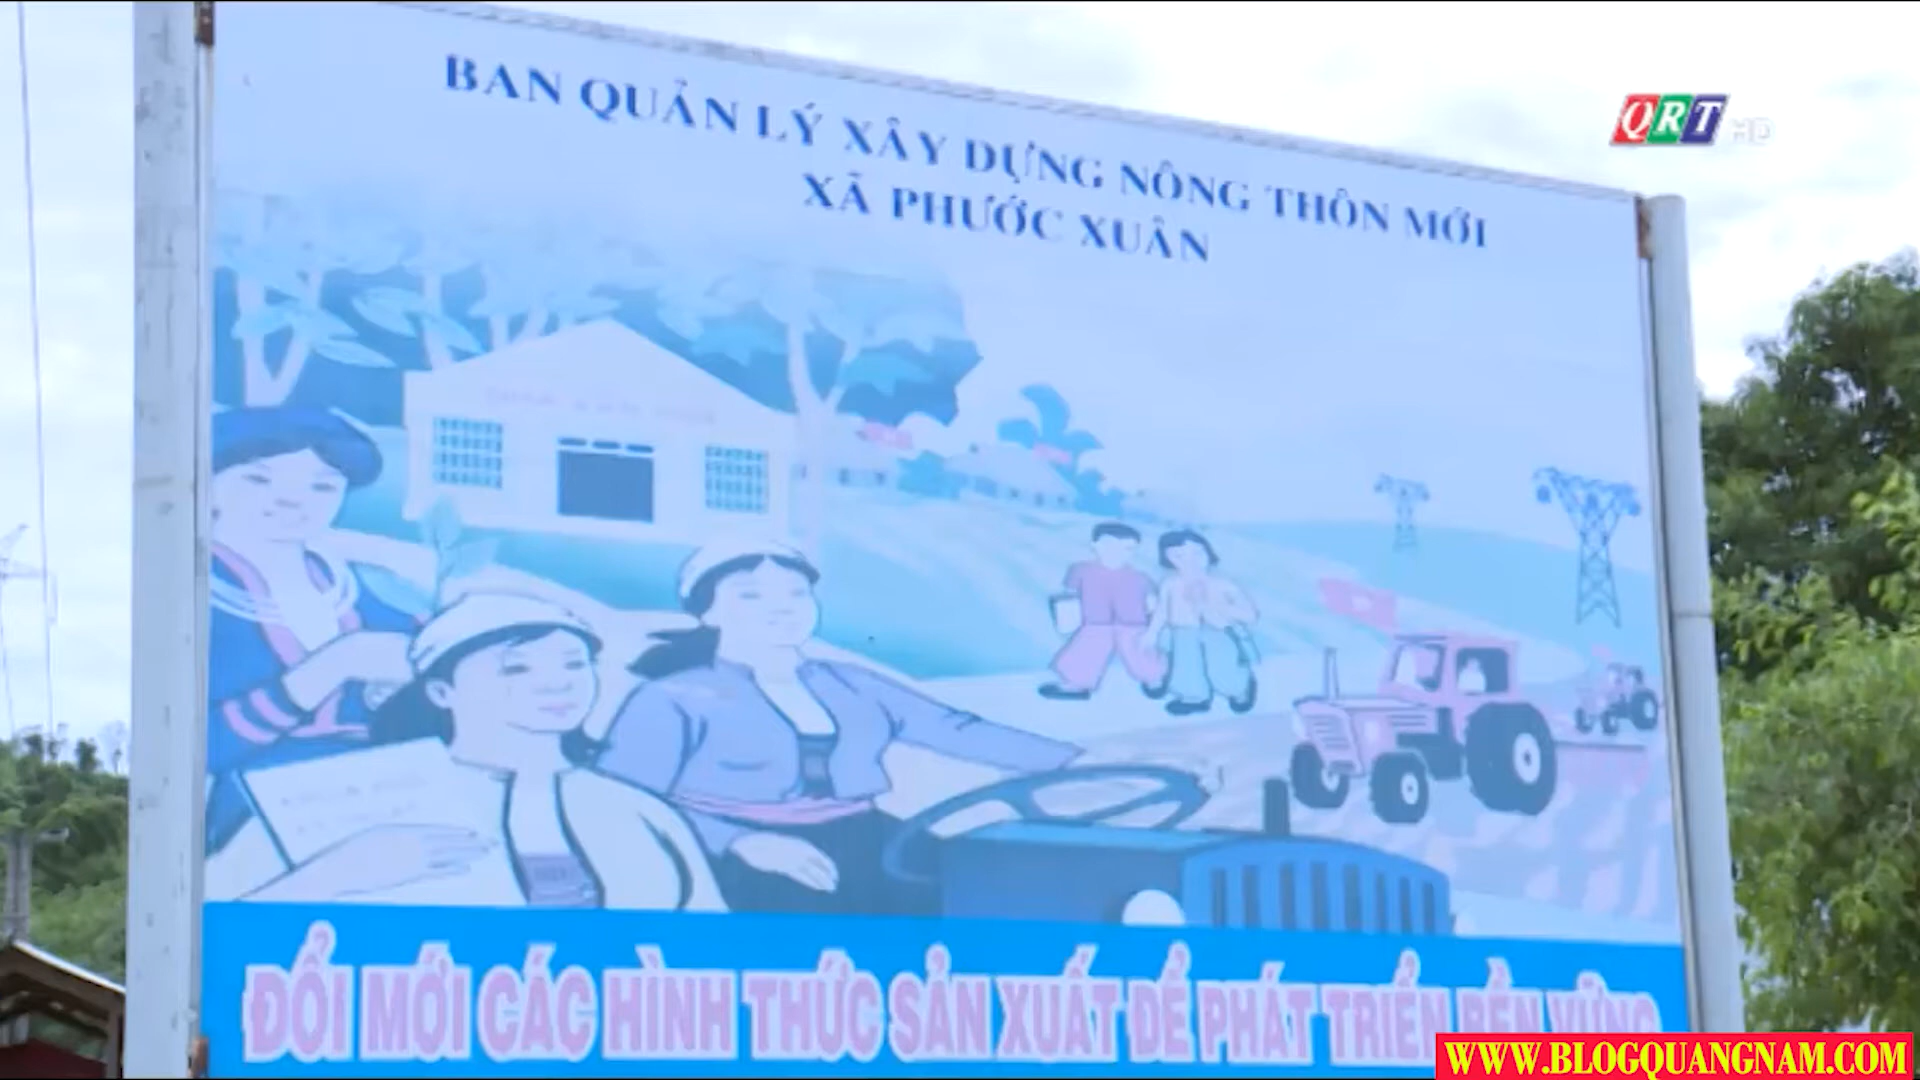 BAN QUẢN LÝ XÂY DỰNG NÔNG THÔN MỚI
XÃ PHƯỚC XUÂN
QRT HD
ĐỔI MỚI CÁC HÌNH THỨC SẢN XUẤT ĐỂ PHÁT TRIỂN BỀN VỮNG
WWW.BLOGQUANGNAM.COM